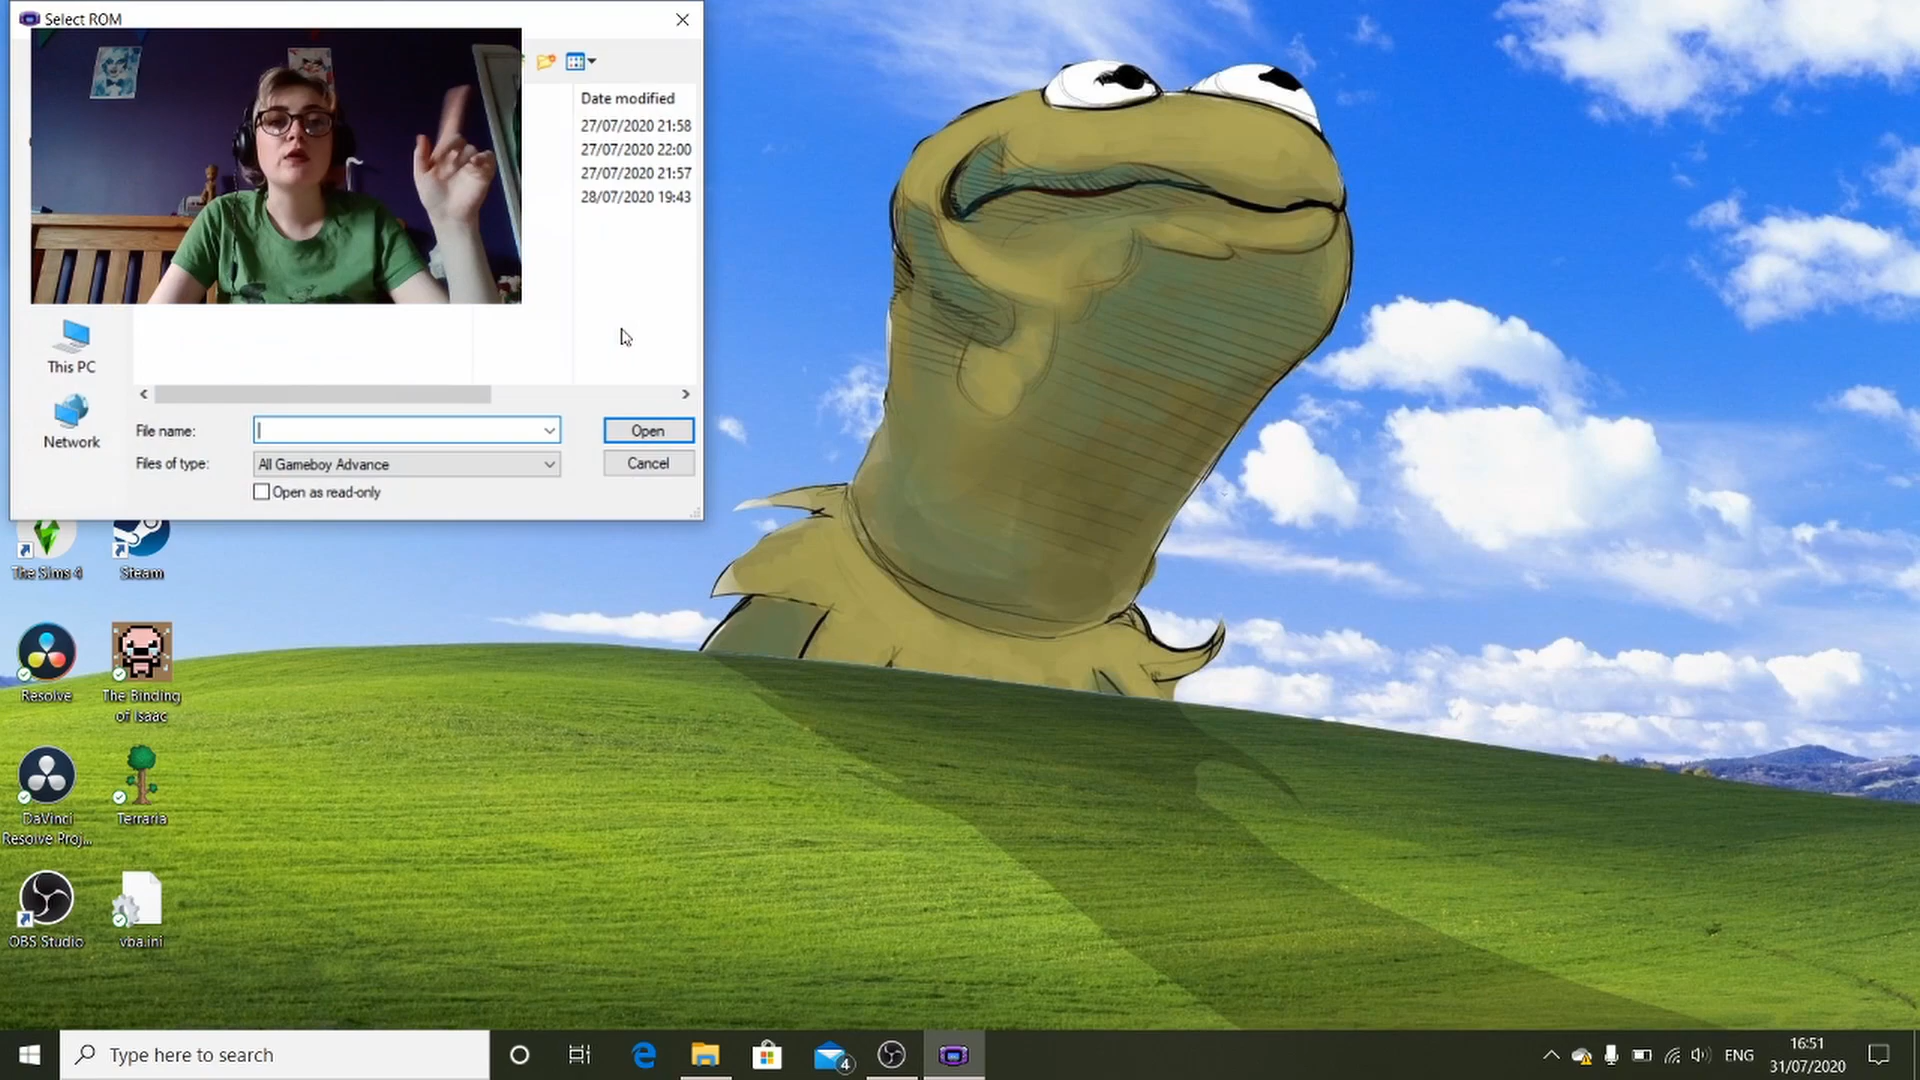 Select ROM
Date modified
27/07/2020 21:58
27/07/2020 22:00
27/07/2020 21:57
28/07/2020 19:43
This PC
Network
File name:
Open
Files of type:
All Gameboy Advance
Cancel
Open as read-only
The Sims 4
Steam
Resolve
The Binding
of Isaac
DaVinci
Resolve Proj...
Terraria
OBS Studio
vba.ini
Type here to search
4
ENG
16:51
31/07/2020